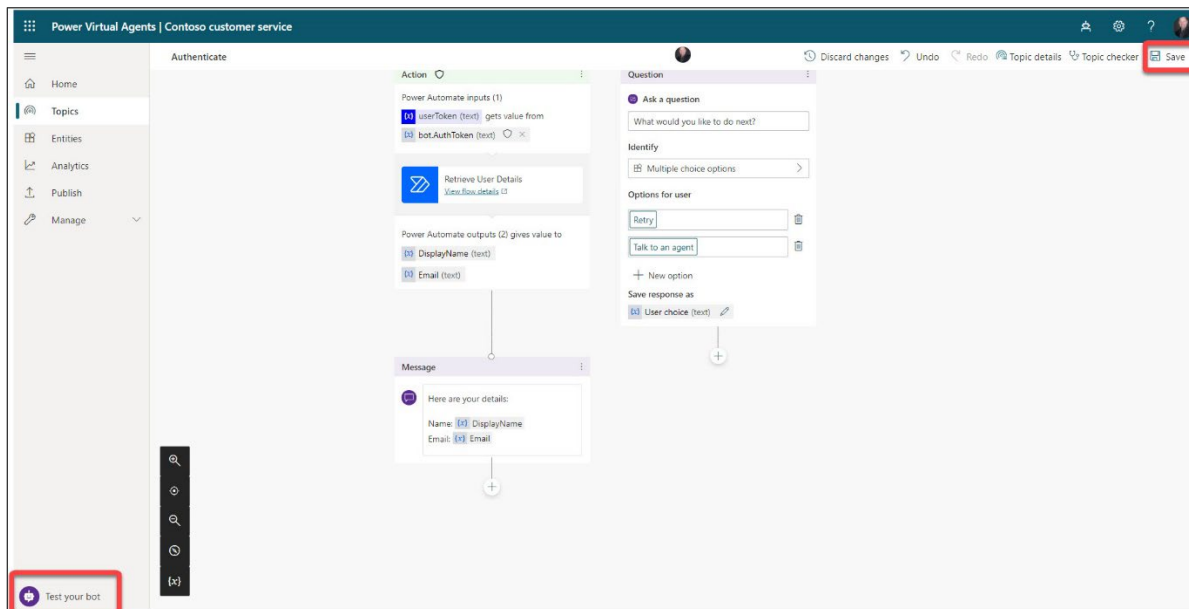 Power Virtual Agents | Contoso customer service
?
Authenticate
Discard changes Undo Redo Topic details Topic checker Save
Home
Topics
Entities
Analytics
Publish
Manage
Action
Power Automate inputs (1)
{x} userToken (text) gets value from
{x} bot.AuthToken (text) ×
Retrieve User Details
View flow details
Power Automate outputs (2) gives value to
{x} DisplayName (text)
{x} Email (text)
Message
Here are your details:
Name: {x} DisplayName
Email: {x} Email
Question
Ask a question
What would you like to do next?
Identify
Multiple choice options
Options for user
Retry
Talk to an agent
New option
Save response as
{x} User choice (text)
{x}
Test your bot